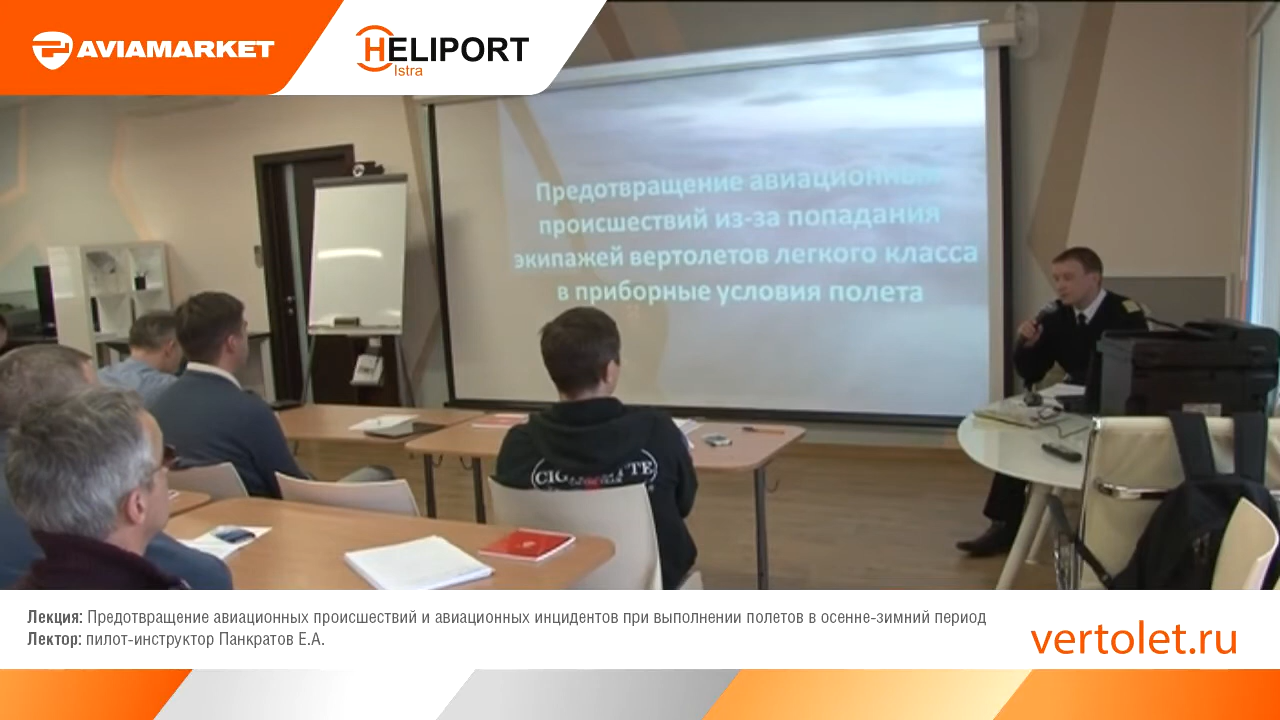 AVIAMARKET
HELIPORT
Istra
Предотвращение авиационных
происшествий из-за попадания
экипажей вертолетов легкого класса
в приборные условия полета
Лекция: Предотвращение авиационных происшествий и авиационных инцидентов при выполнении полетов в осенне-зимний период
Лектор: пилот-инструктор Панкратов Е.А.
vertolet.ru